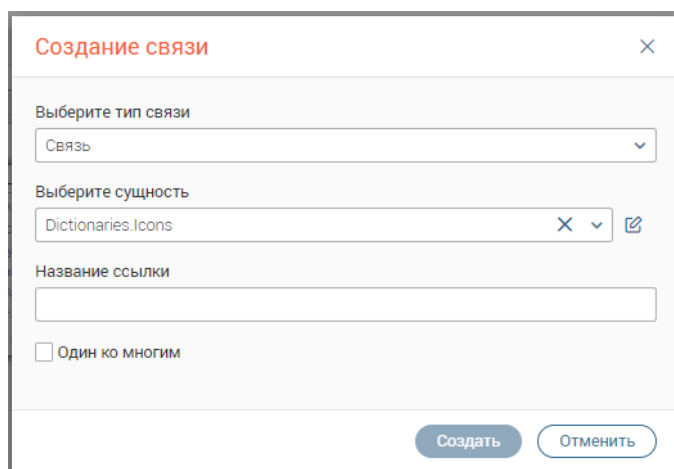 Создание связи
Выберите тип связи
Связь
Выберите сущность
Dictionaries.Icons
Название ссылки
Один ко многим
Создать
Отменить